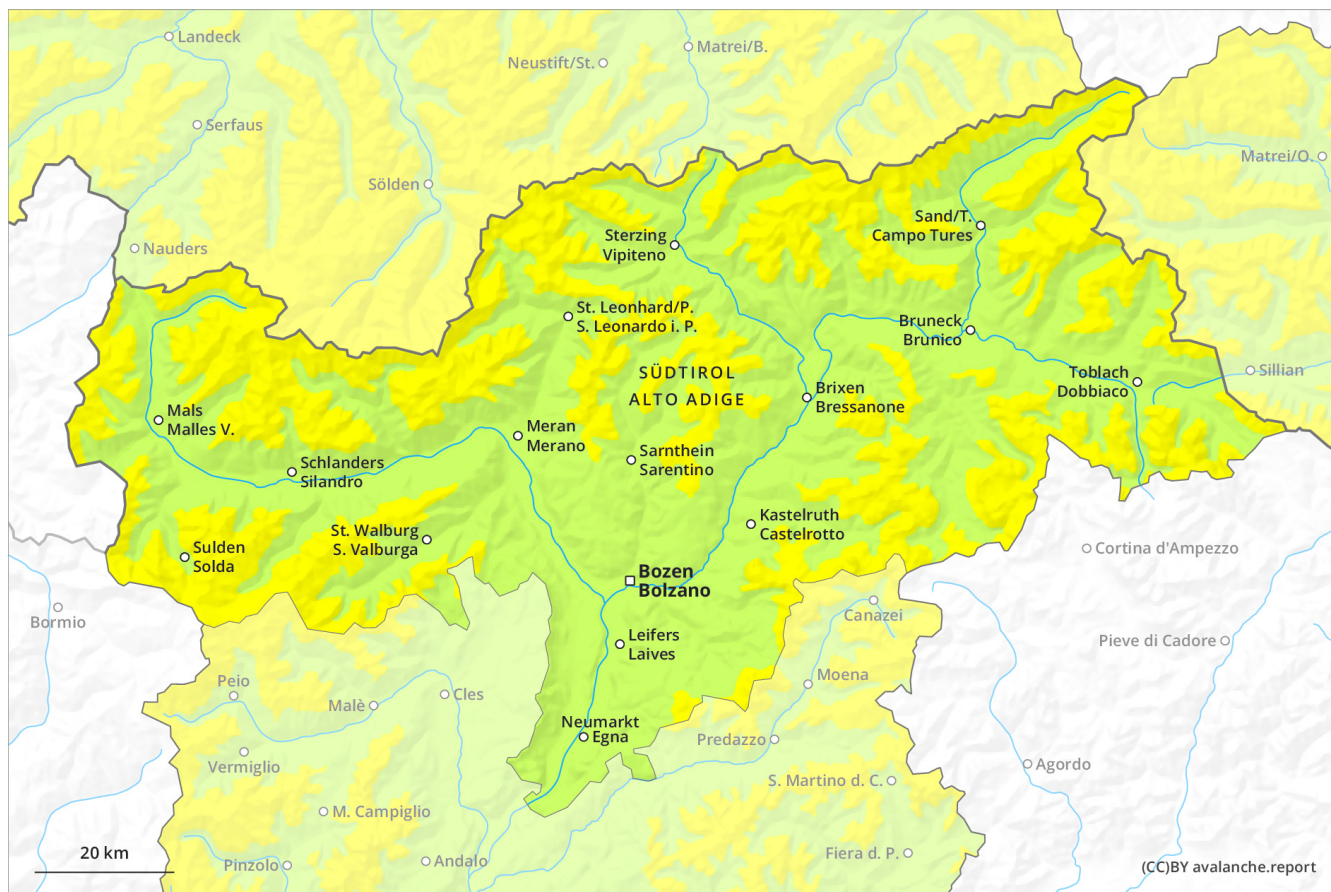 Landeck
Matrei/B.
Neustift/St.
Serfaus
Matrei/O.
Sölden
Sand/T.
Campo Tures
Sterzing
Vipiteno
Nauders
St. Leonhard/P.
S. Leonardo i. P.
Bruneck
Brunico
SÜDTIROL
ALTO ADIGE
Toblach
Dobbiaco
Sillian
Brixen
Bressanone
Mals
Malles V.
Meran
Merano
Sarnthein
Sarentino
Schlanders
Silandro
Kastelruth
Castelrotto
St. Walburg
S. Valburga
Sulden
Solda
Cortina d'Ampezzo
Bozen
Bolzano
Bormio
Canazei
Leifers
Laives
Pieve di Cadore
Peio
Moena
Malè
Cles
Neumarkt
Egna
Predazzo
Vermiglio
Agordo
S. Martino d. C.
M. Campiglio
20 km
Pinzolo
Andalo
Fiera d. P.
(CC)BY avalanche.report